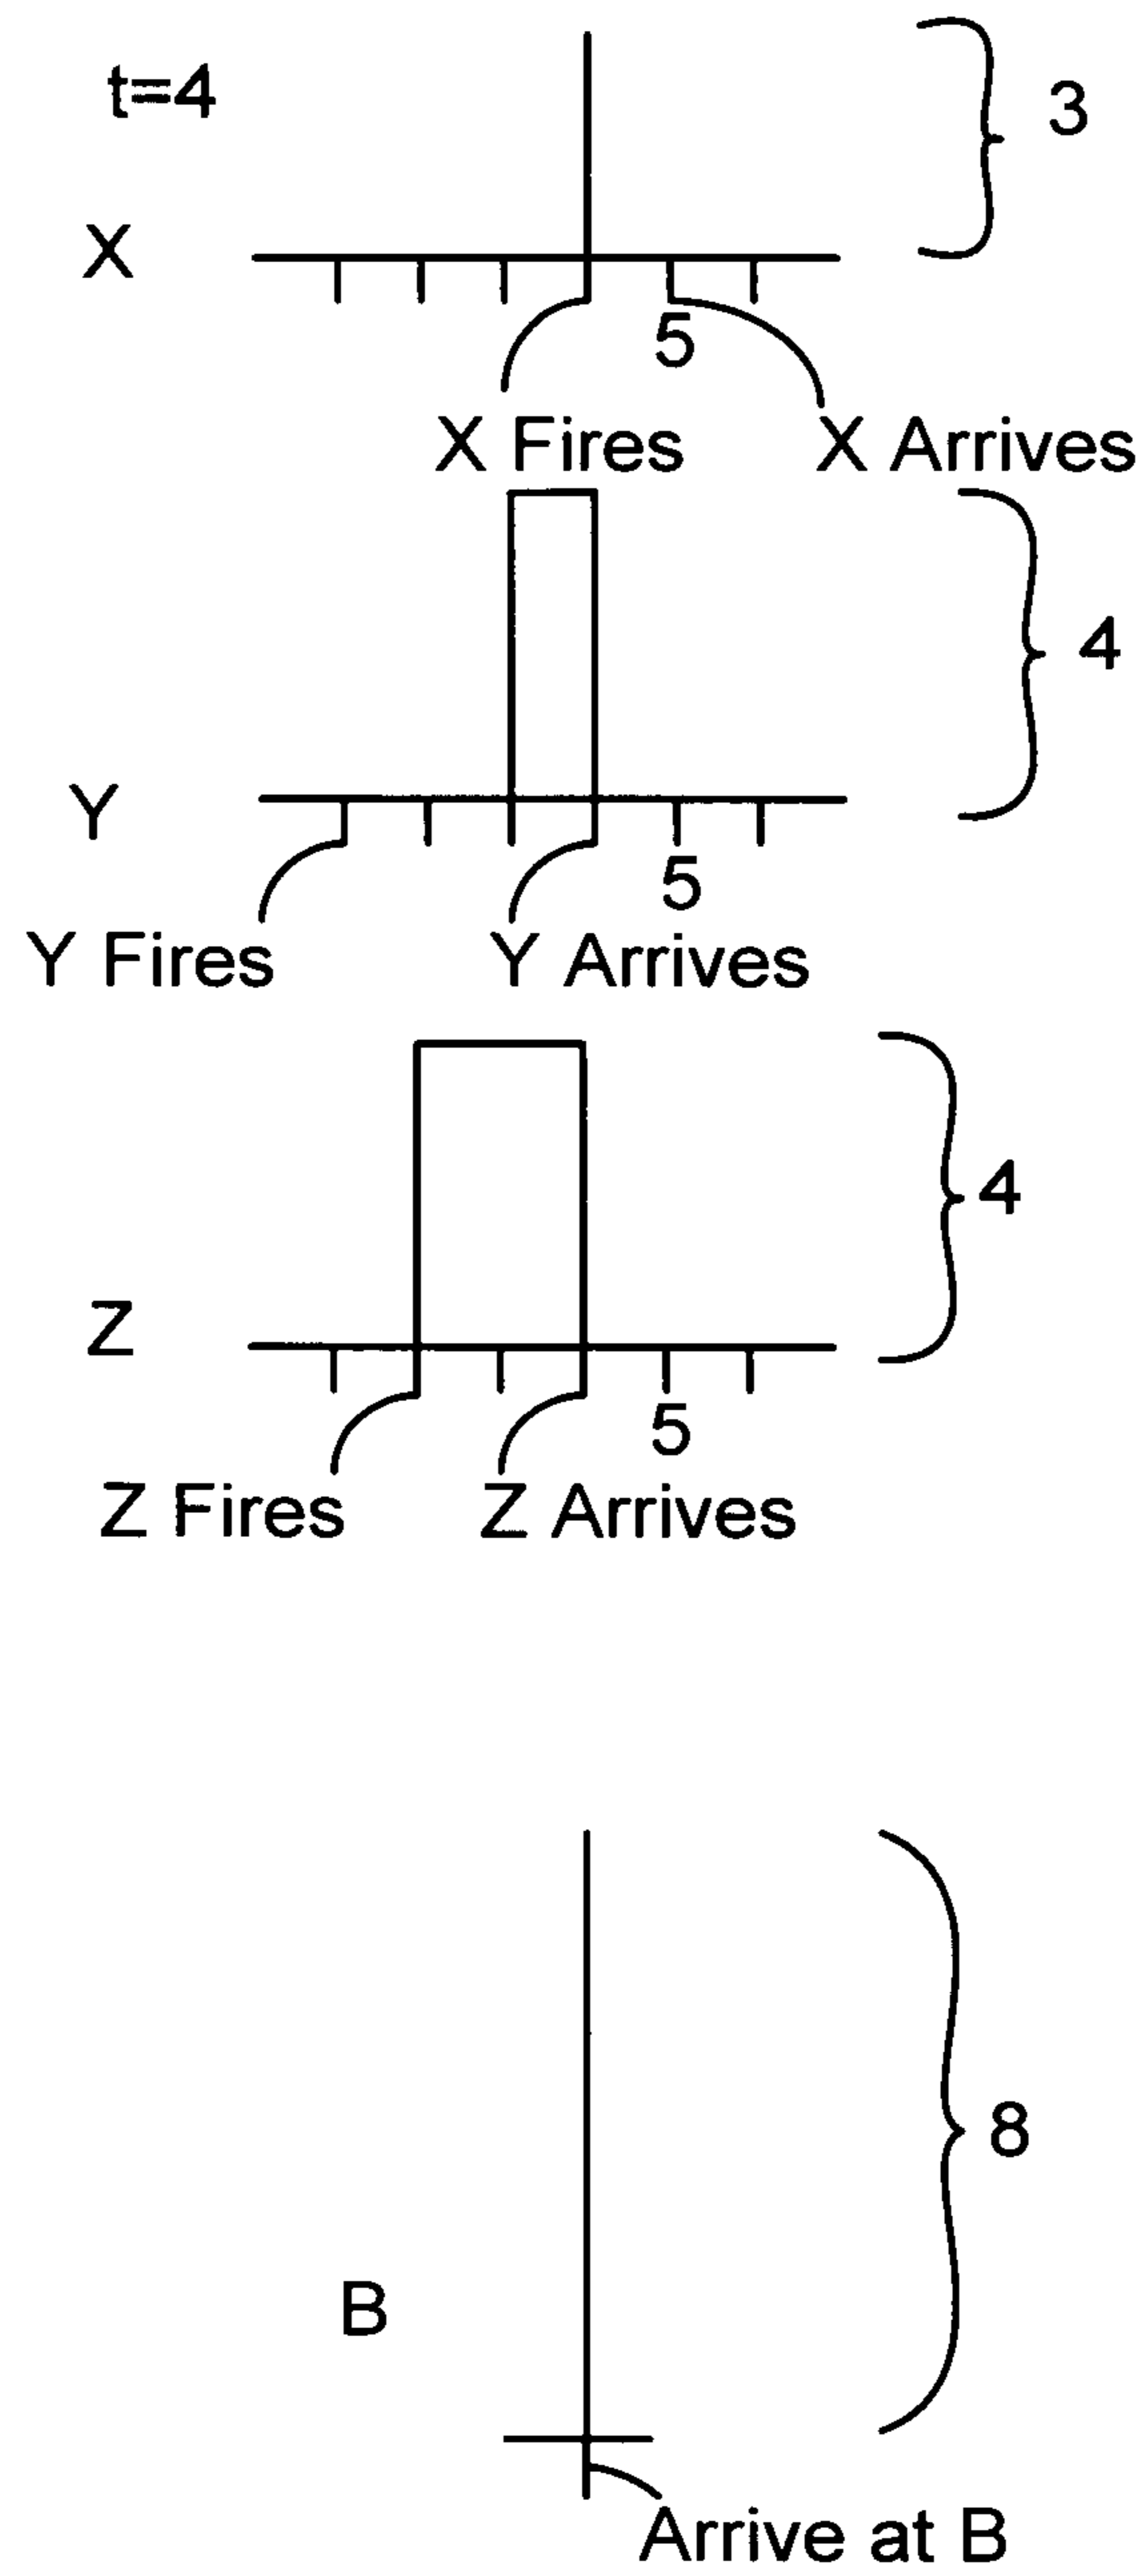 t=4
3
X
5
X Fires
X Arrives
4
Y
5
Y Fires
Y Arrives
4
Z
5
Z Fires
Z Arrives
8
B
Arrive at B